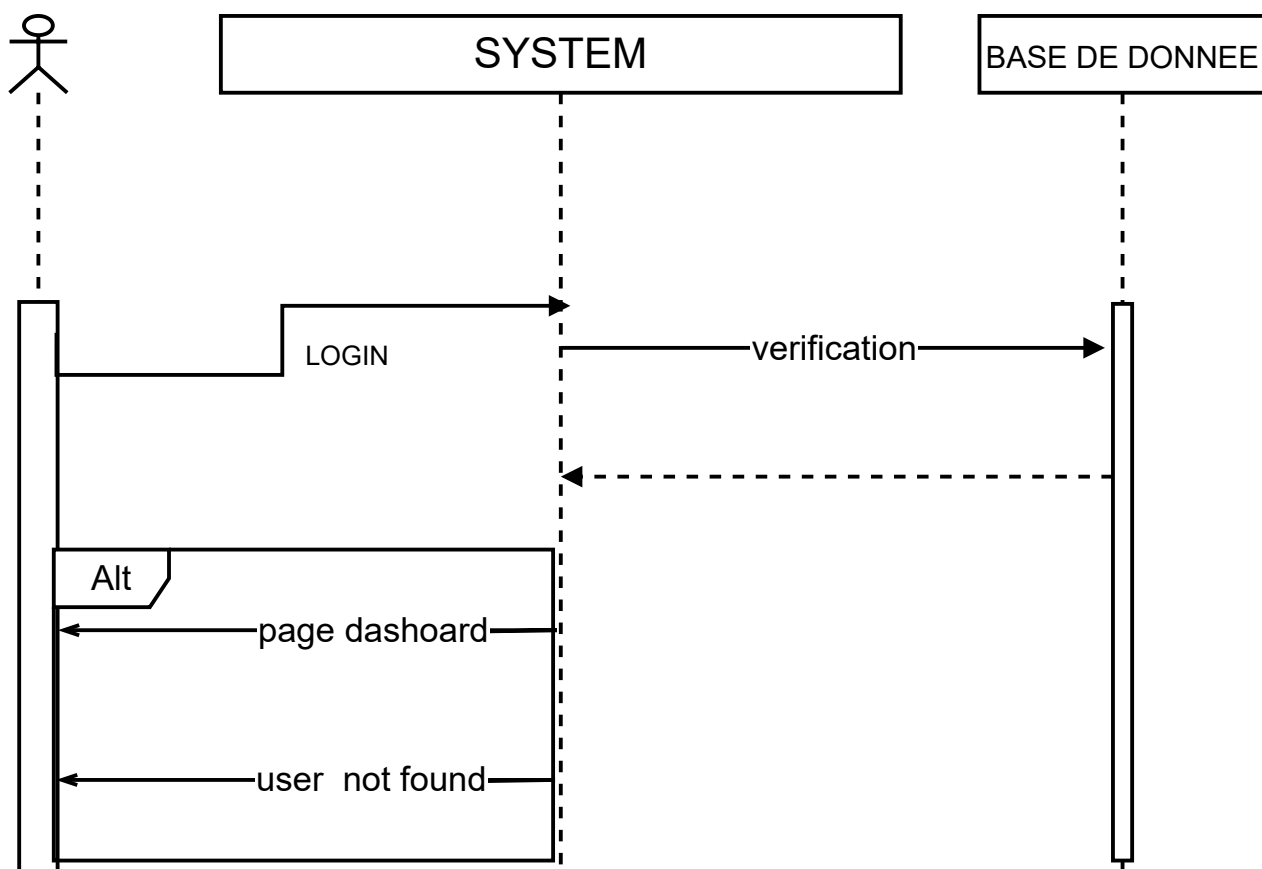 SYSTEM
BASE DE DONNEE
LOGIN
verification
Alt
page dashoard
user  not found